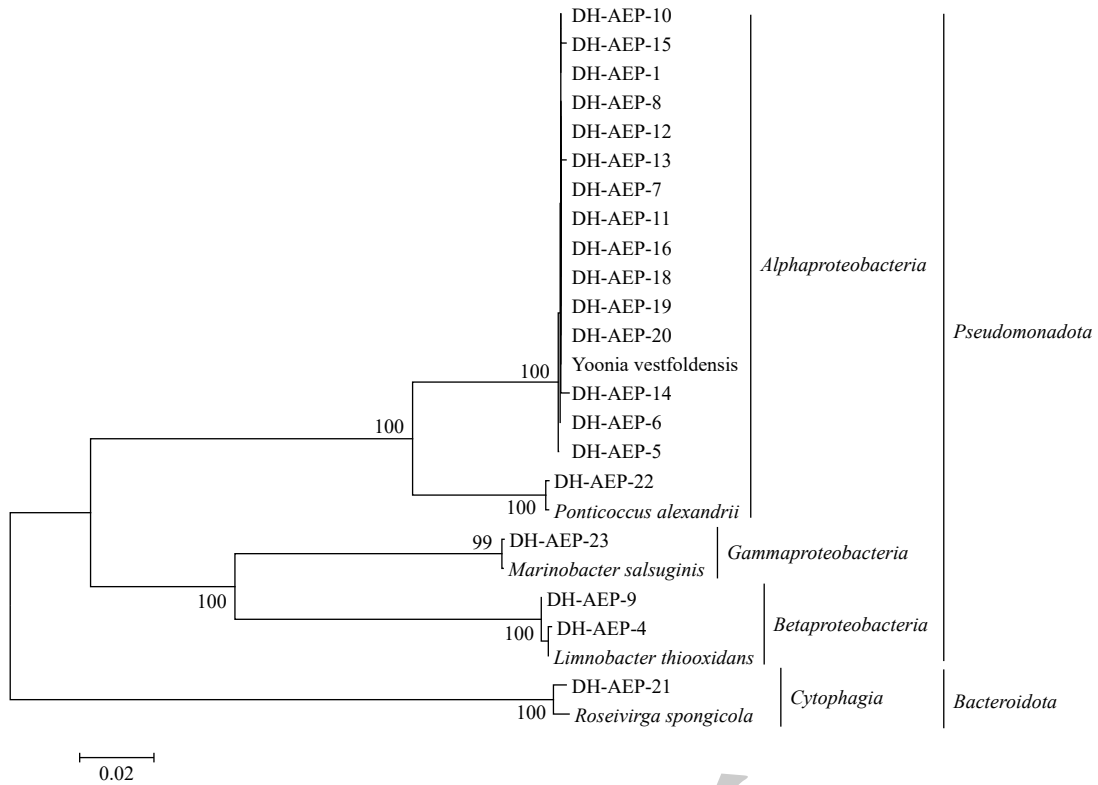 DH-AEP-10
DH-AEP-15
DH-AEP-1
DH-AEP-8
DH-AEP-12
DH-AEP-13
DH-AEP-7
DH-AEP-11
DH-AEP-16
Alphaproteobacteria
DH-AEP-18
DH-AEP-19
DH-AEP-20
Pseudomonadota
Yoonia vestfoldensis
100
DH-AEP-14
DH-AEP-6
100
DH-AEP-5
DH-AEP-22
100
Ponticoccus alexandrii
99
DH-AEP-23
Gammaproteobacteria
Marinobacter salsuginis
100
DH-AEP-9
Betaproteobacteria
100
DH-AEP-4
Limnobacter thiooxidans
DH-AEP-21
Cytophagia
Bacteroidota
100
Roseivirga spongicola
0.02